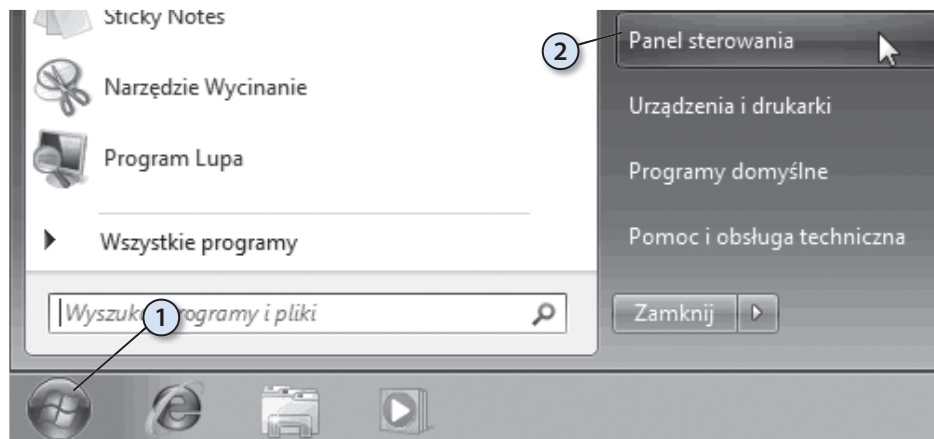 Sticky Notes
Narzędzie Wycinanie
Program Lupa
Wszystkie programy
Wyszuk programy i pliki
1
2
Panel sterowania
Urządzenia i drukarki
Programy domyślne
Pomoc i obsługa techniczna
Zamknij